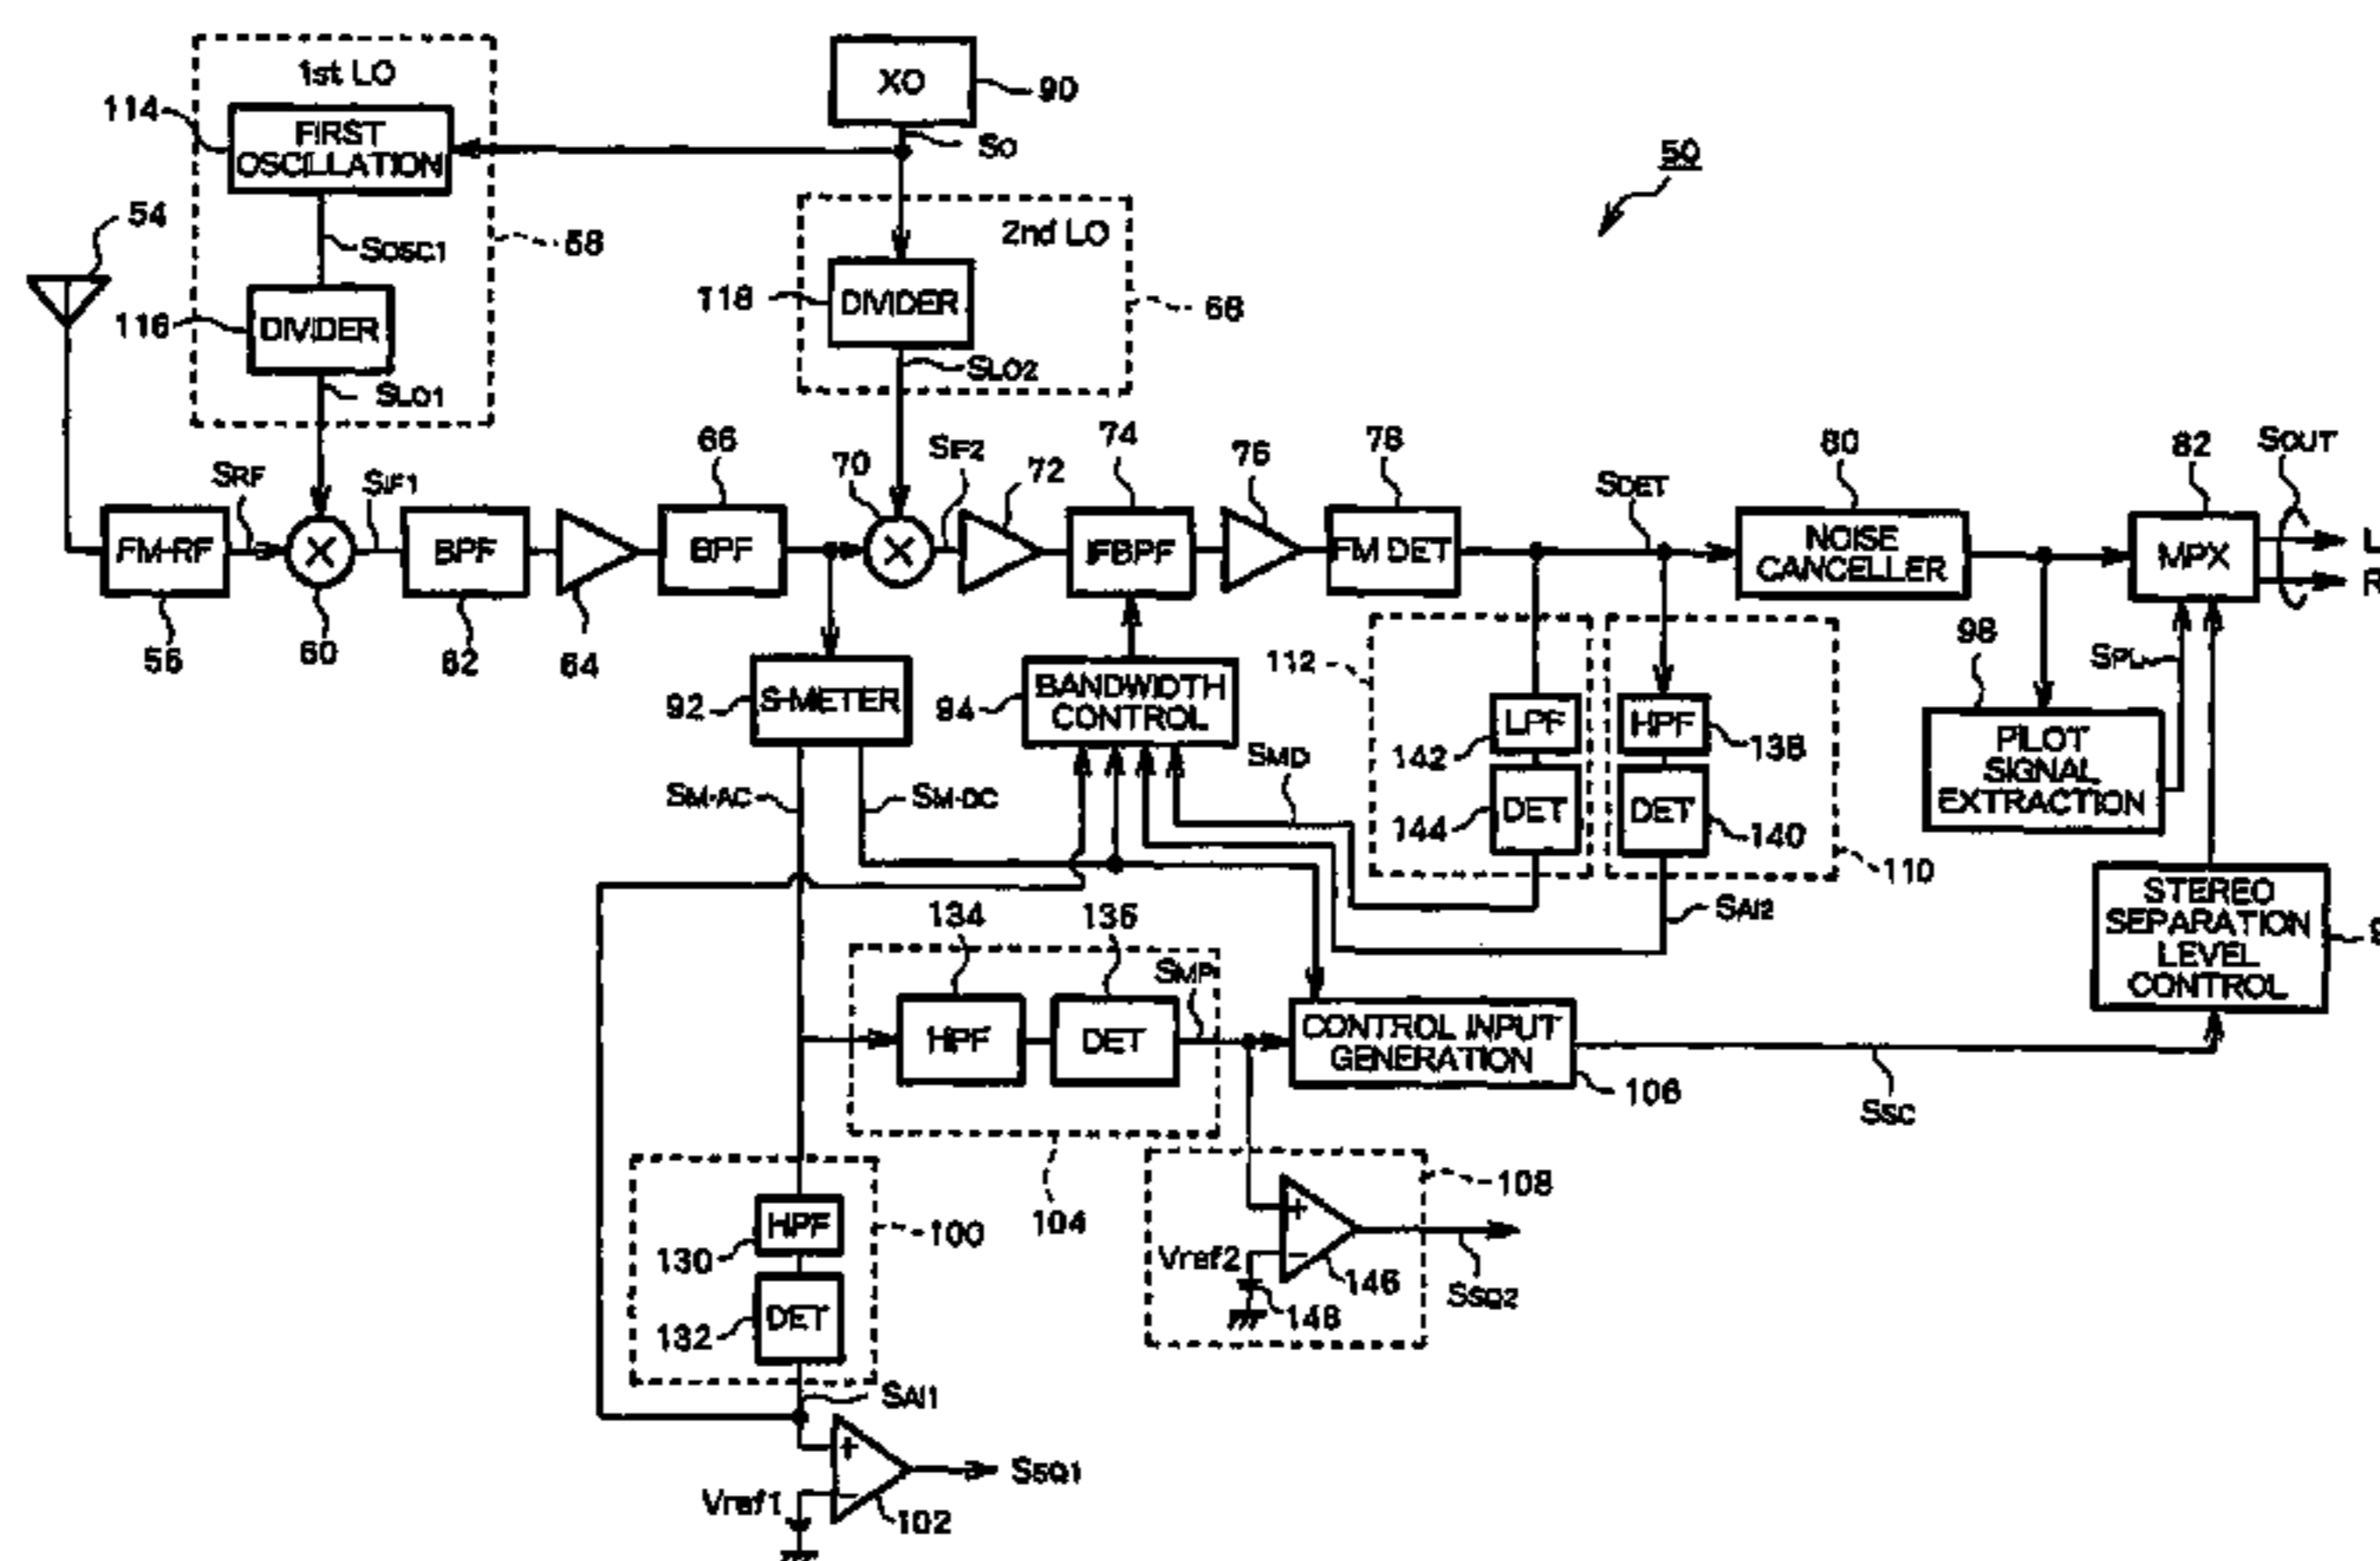 1st LO
XO
90
114
FIRST
OSCILLATION
SO
50
54
SOSC1
58
2nd LO
116
DIVIDER
118
DIVIDER
68
SLO1
SLO2
66
70
SIF2
72
74
76
78
SDET
80
82
SOUT
SRF
SIF1
FM-RF
×
BPF
BPF
×
IFBPF
FM DET
NOISE
CANCELLER
MPX
L
R
56
60
62
64
92
S-METER
94
BANDWIDTH
CONTROL
112
98
SPL
SMD
142
LPF
HPF
138
PILOT
SIGNAL
EXTRACTION
SM-AC
SM-DC
144
DET
DET
140
110
134
136
SAI2
STEREO
SEPARATION
LEVEL
CONTROL
SMP
HPF
DET
CONTROL INPUT
GENERATION
106
SSC
104
108
130
HPF
100
+
−
Vref2
146
148
SSQ2
132
DET
SAI1
+
−
SSQ1
Vref1
102